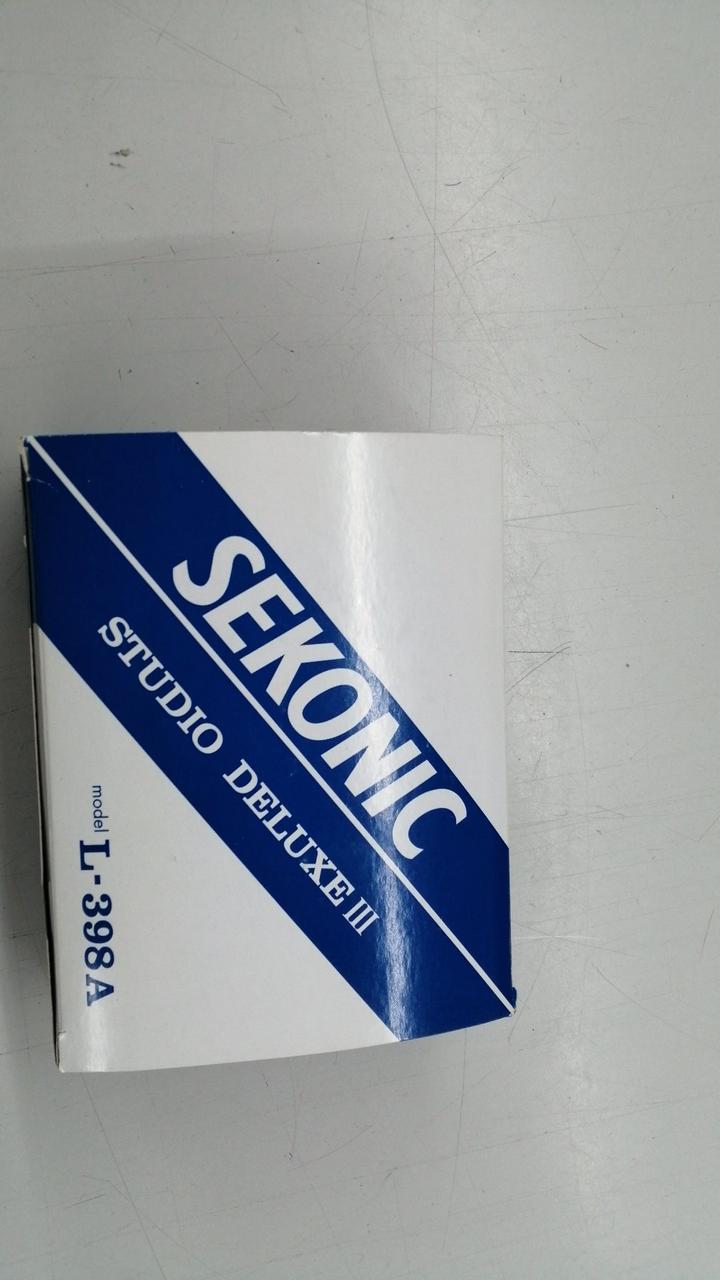 SEKONIC
STUDIO DELUXE III
model L-398A